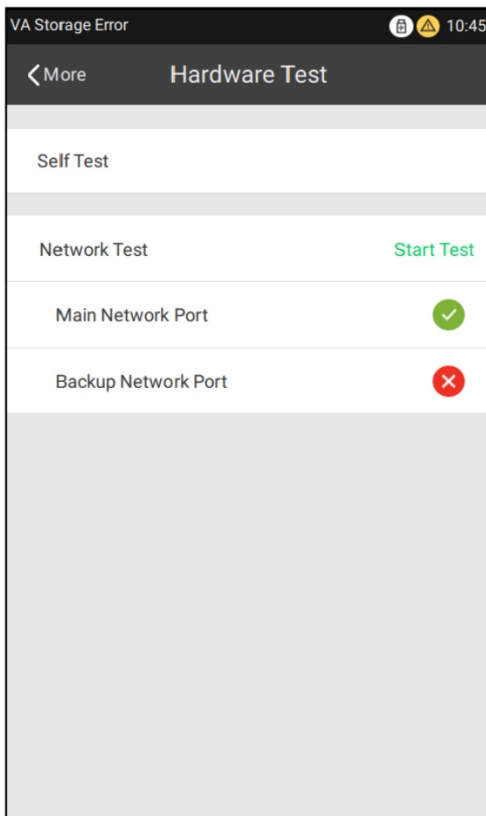 VA Storage Error
10:45
More
Hardware Test
Self Test
Network Test
Start Test
Main Network Port
Backup Network Port